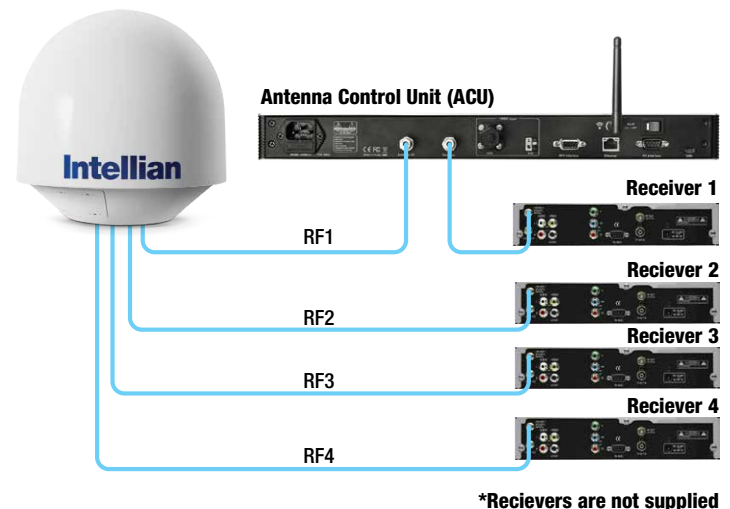 Antenna Control Unit (ACU)
Intellian
Ethernet
Receiver 1
RF1
Reciever 2
RF2
Reciever 3
RF3
Reciever 4
RF4
*Recievers are not supplied